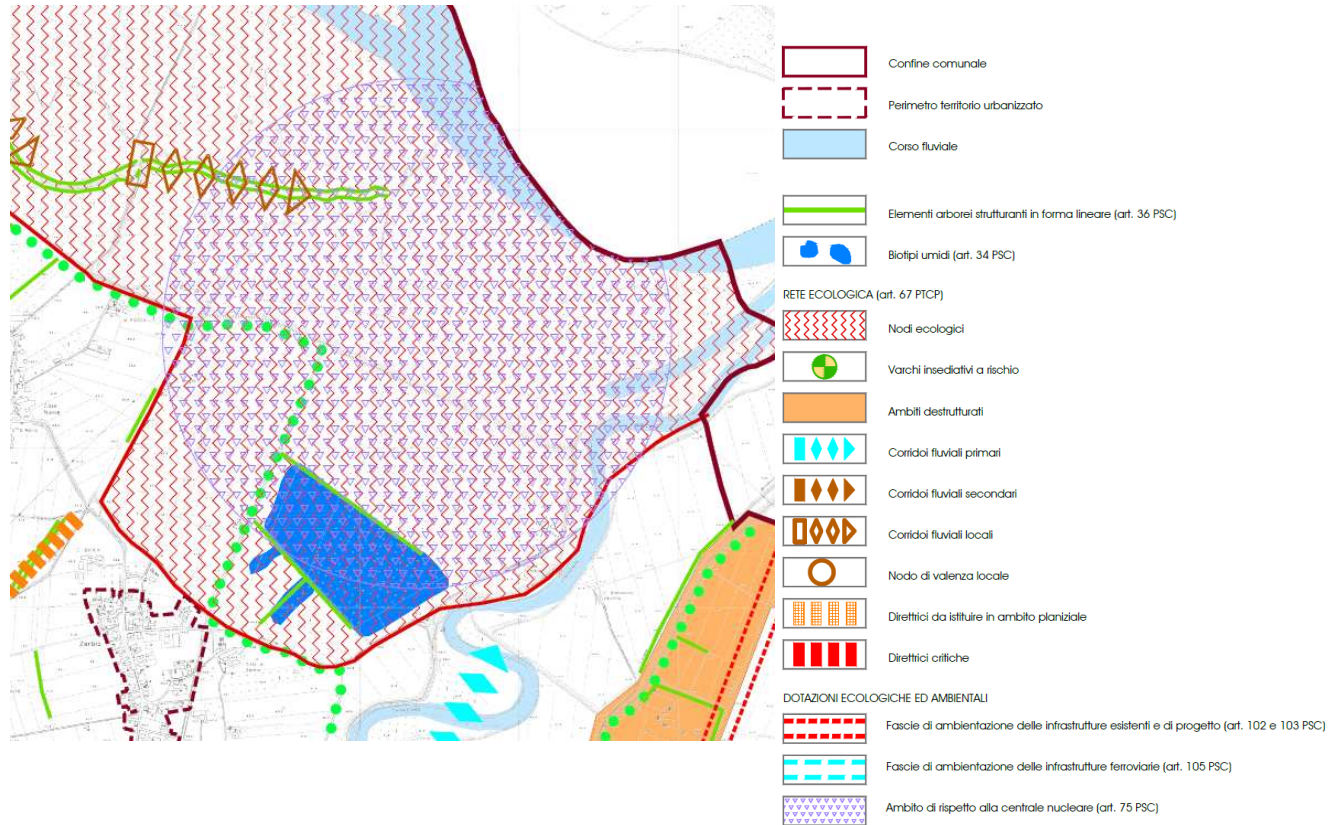 Confine comunale
Perimetro territorio urbanizzato
Corso fluviale
Elementi arborei strutturanti in forma lineare (art. 36 PSC)
Biotipi umidi (art. 34 PSC)
RETE ECOLOGICA (art. 67 PTCP)
Nodi ecologici
Varchi insediativi a rischio
Ambiti destrutturati
Corridoi fluviali primari
Corridoi fluviali secondari
Corridoi fluviali locali
Nodo di valenza locale
Direttrici da istituire in ambito planiziale
Direttrici critiche
DOTAZIONI ECOLOGICHE ED AMBIENTALI
Fascie di ambientazione delle infrastrutture esistenti e di progetto (art. 102 e 103 PSC)
Fascie di ambientazione delle infrastrutture ferroviarie (art. 105 PSC)
Ambito di rispetto alla centrale nucleare (art. 75 PSC)